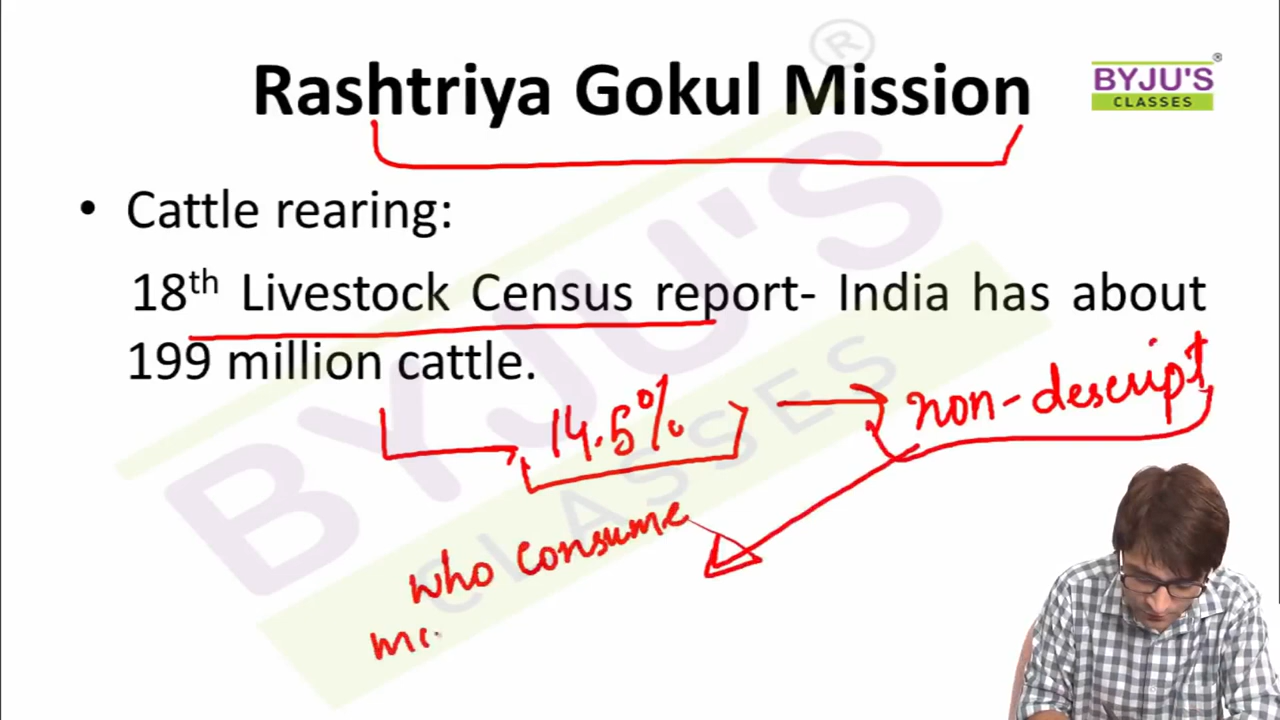 Rashtriya Gokul Mission
BYJU'S
CLASSES
• Cattle rearing:
18th Livestock Census report- India has about
199 million cattle.
14.5%
non-descript
who consume